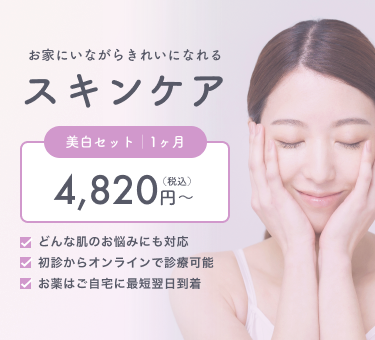 お家にいながらきれいになれる
スキンケア
美白セット｜1ヶ月
4,820円〜（税込）
どんな肌のお悩みにも対応
初診からオンラインで診療可能
お薬はご自宅に最短翌日到着